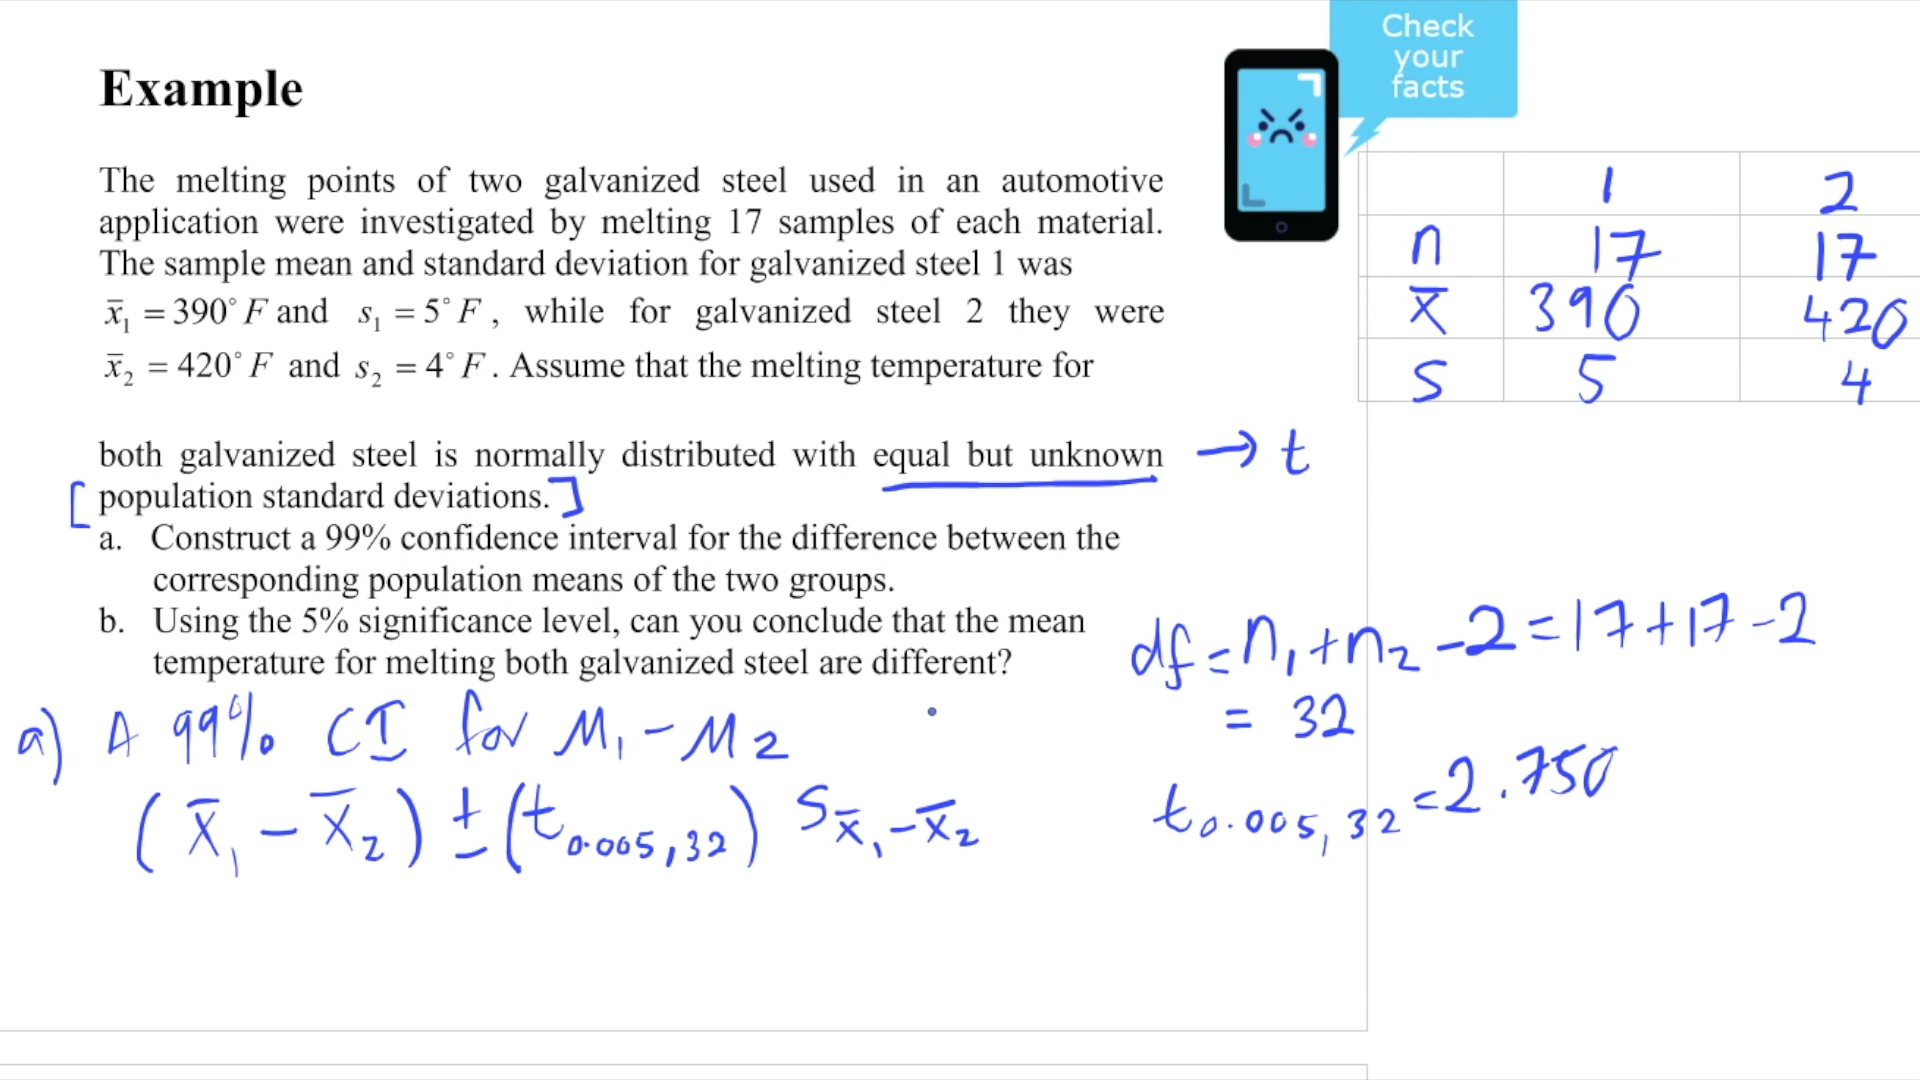 Check
your
facts
Example
The melting points of two galvanized steel used in an automotive
application were investigated by melting 17 samples of each material.
The sample mean and standard deviation for galvanized steel 1 was
x̄₁ = 390° F and s₁ = 5° F, while for galvanized steel 2 they were
x̄₂ = 420° F and s₂ = 4° F. Assume that the melting temperature for
both galvanized steel is normally distributed with equal but unknown → t
[population standard deviations.]
a. Construct a 99% confidence interval for the difference between the
corresponding population means of the two groups.
b. Using the 5% significance level, can you conclude that the mean
temperature for melting both galvanized steel are different?
1 2
n 17 17
x̄ 390 420
s 5 4
a) A 99% CI for M₁ - M₂
(x̄₁ - x̄₂) ± (t₀.₀₀₅,₃₂) Sx̄₁-x̄₂
df = n₁ + n₂ - 2 = 17 + 17 - 2
= 32
t₀.₀₀₅,₃₂ = 2.750